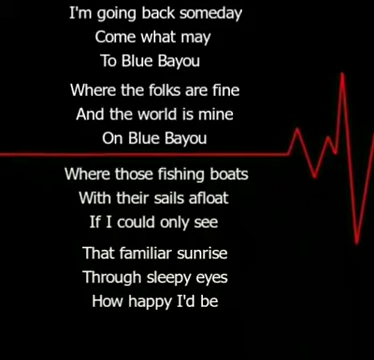 I'm going back someday
Come what may
To Blue Bayou
Where the folks are fine
And the world is mine
On Blue Bayou
Where those fishing boats
With their sails afloat
If I could only see
That familiar sunrise
Through sleepy eyes
How happy I'd be